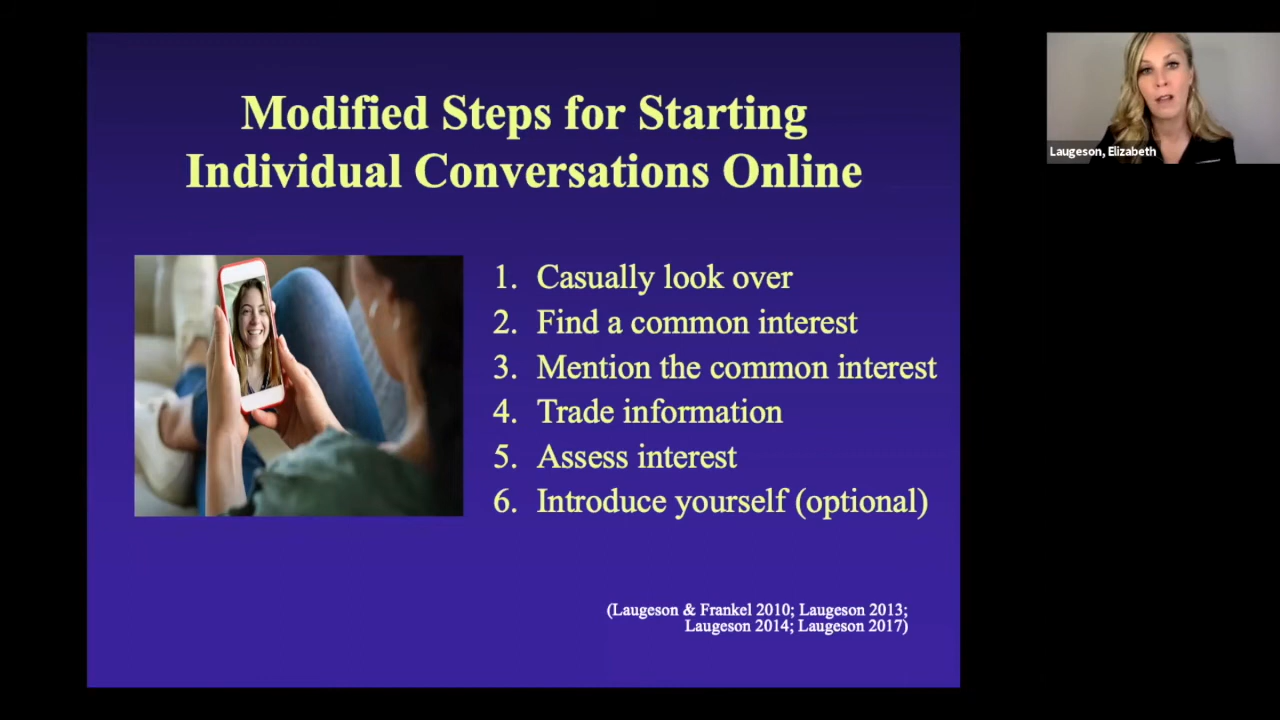 Modified Steps for Starting
Individual Conversations Online
1. Casually look over
2. Find a common interest
3. Mention the common interest
4. Trade information
5. Assess interest
6. Introduce yourself (optional)
(Laugeson & Frankel 2010; Laugeson 2013;
Laugeson 2014; Laugeson 2017)
Laugeson, Elizabeth